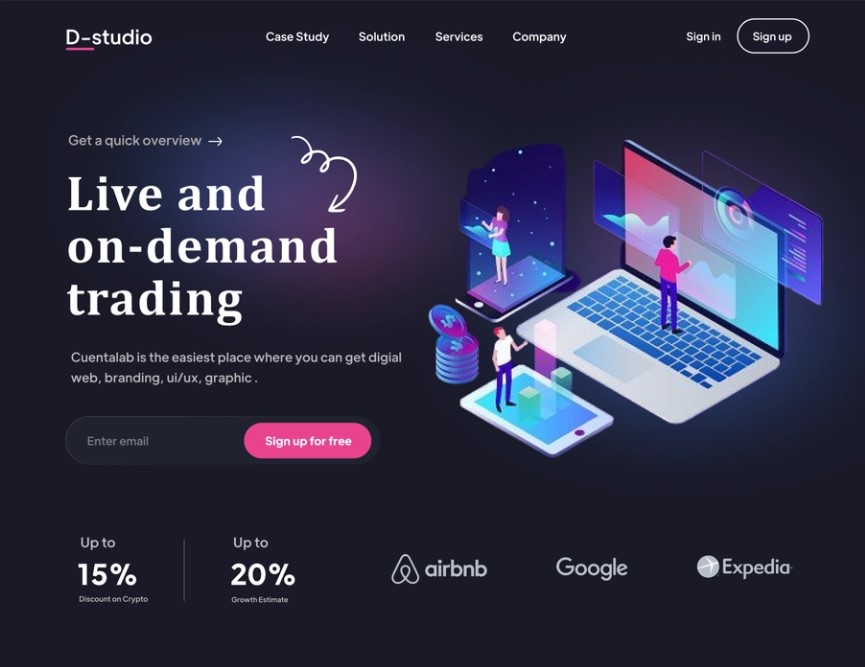 D-studio
Case Study
Solution
Services
Company
Sign in
Sign up
Get a quick overview →
Live and
on-demand
trading
Cuentalab is the easiest place where you can get digial
web, branding, ui/ux, graphic .
Enter email
Sign up for free
Up to
15%
Discount on Crypto
Up to
20%
Growth Estimate
airbnb
Google
Expedia